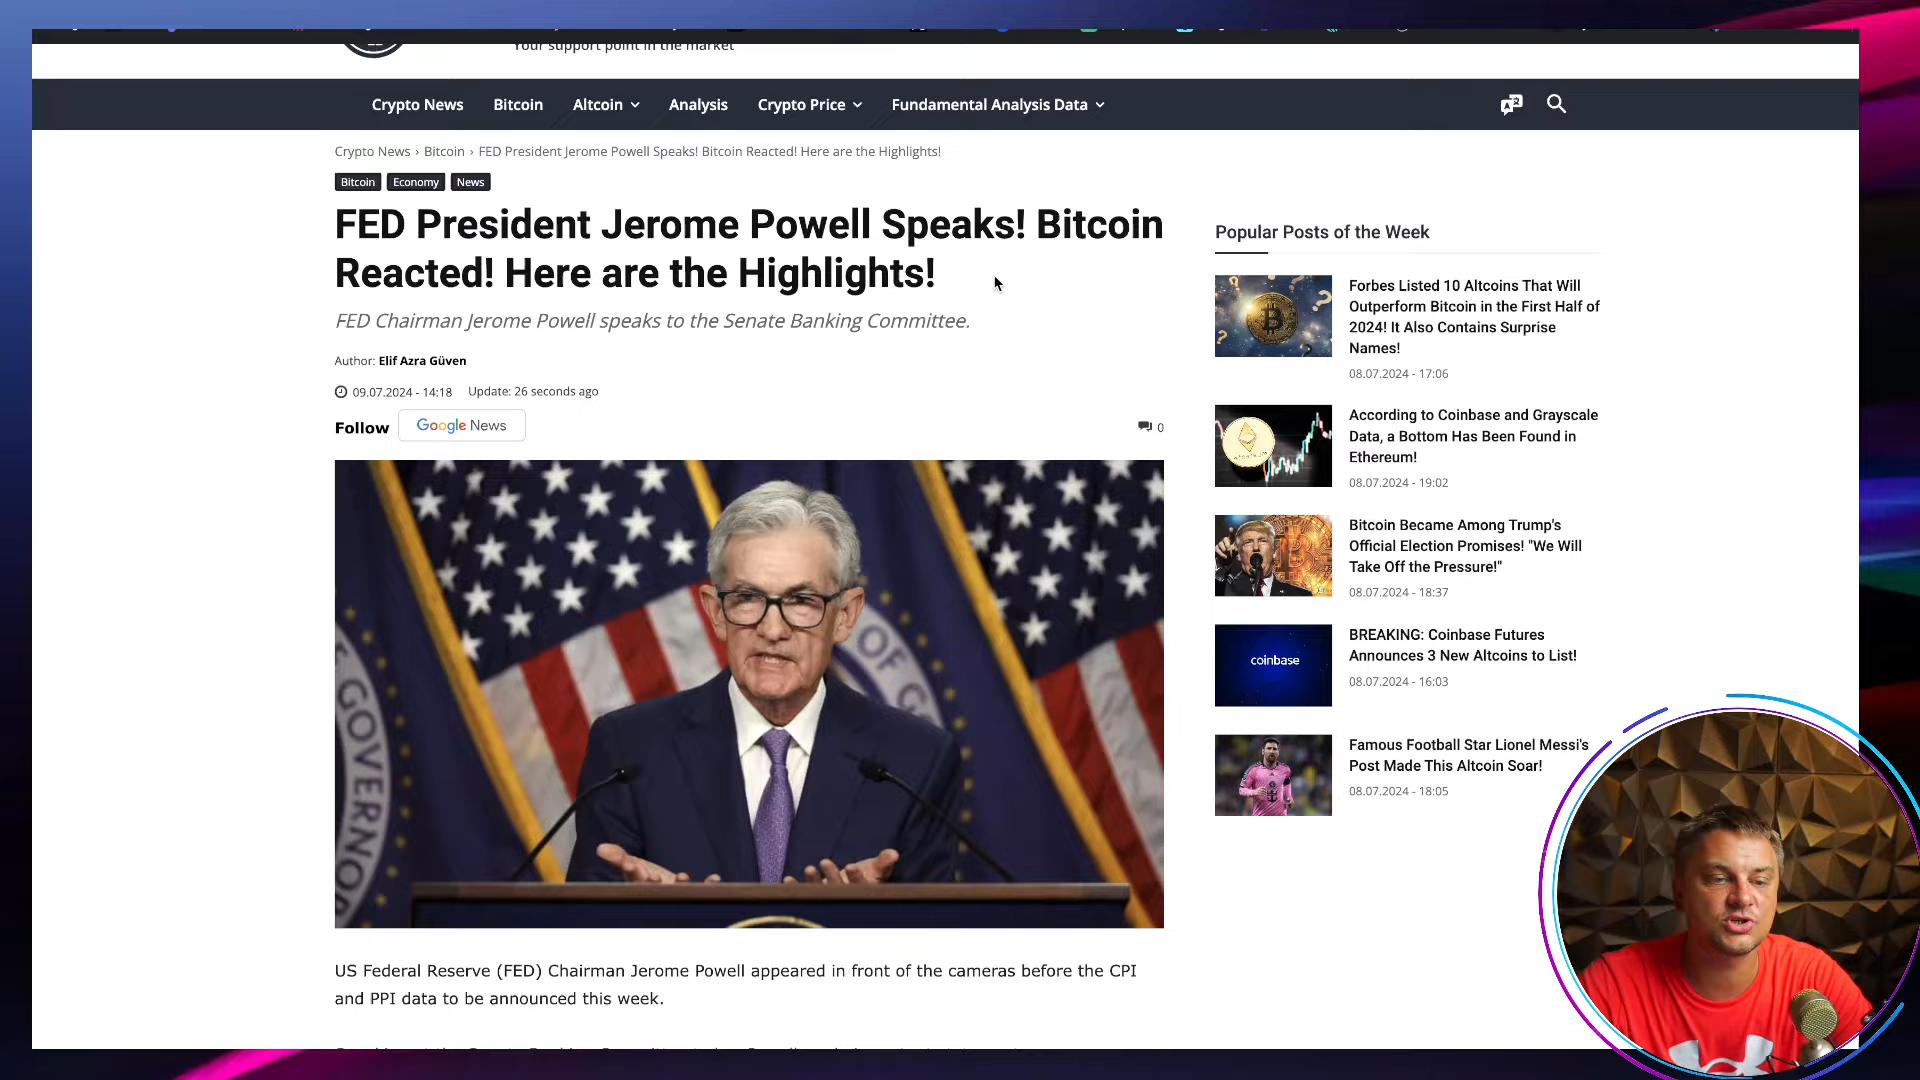 Your support point in the market
Crypto News Bitcoin Altcoin Analysis Crypto Price Fundamental Analysis Data
Crypto News › Bitcoin › FED President Jerome Powell Speaks! Bitcoin Reacted! Here are the Highlights!
Bitcoin Economy News
FED President Jerome Powell Speaks! Bitcoin
Reacted! Here are the Highlights!
FED Chairman Jerome Powell speaks to the Senate Banking Committee.
Author: Elif Azra Güven
09.07.2024 - 14:18 Update: 26 seconds ago
Follow Google News
0
GOVERNOR
OF GO
US Federal Reserve (FED) Chairman Jerome Powell appeared in front of the cameras before the CPI
and PPI data to be announced this week.
Popular Posts of the Week
Forbes Listed 10 Altcoins That Will
Outperform Bitcoin in the First Half of
2024! It Also Contains Surprise
Names!
08.07.2024 - 17:06
According to Coinbase and Grayscale
Data, a Bottom Has Been Found in
Ethereum!
08.07.2024 - 19:02
Bitcoin Became Among Trump's
Official Election Promises! "We Will
Take Off the Pressure!"
08.07.2024 - 18:37
coinbase
BREAKING: Coinbase Futures
Announces 3 New Altcoins to List!
08.07.2024 - 16:03
Famous Football Star Lionel Messi's
Post Made This Altcoin Soar!
08.07.2024 - 18:05